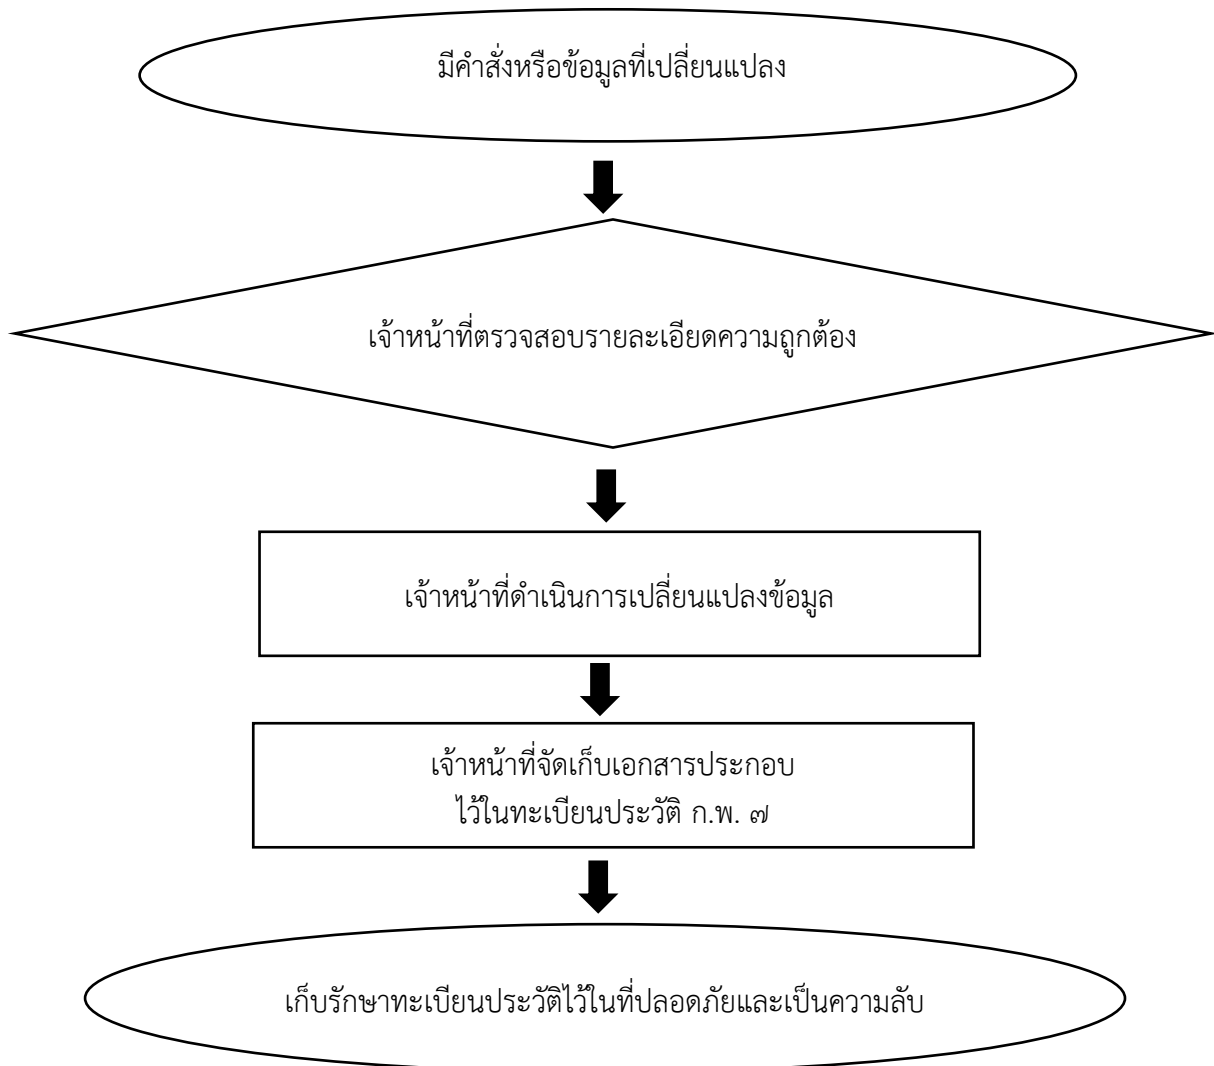 มีคำสั่งหรือข้อมูลที่เปลี่ยนแปลง
เจ้าหน้าที่ตรวจสอบรายละเอียดความถูกต้อง
เจ้าหน้าที่ดำเนินการเปลี่ยนแปลงข้อมูล
เจ้าหน้าที่จัดเก็บเอกสารประกอบ
ไว้ในทะเบียนประวัติ ก.พ. ๗
เก็บรักษาทะเบียนประวัติไว้ในที่ปลอดภัยและเป็นความลับ